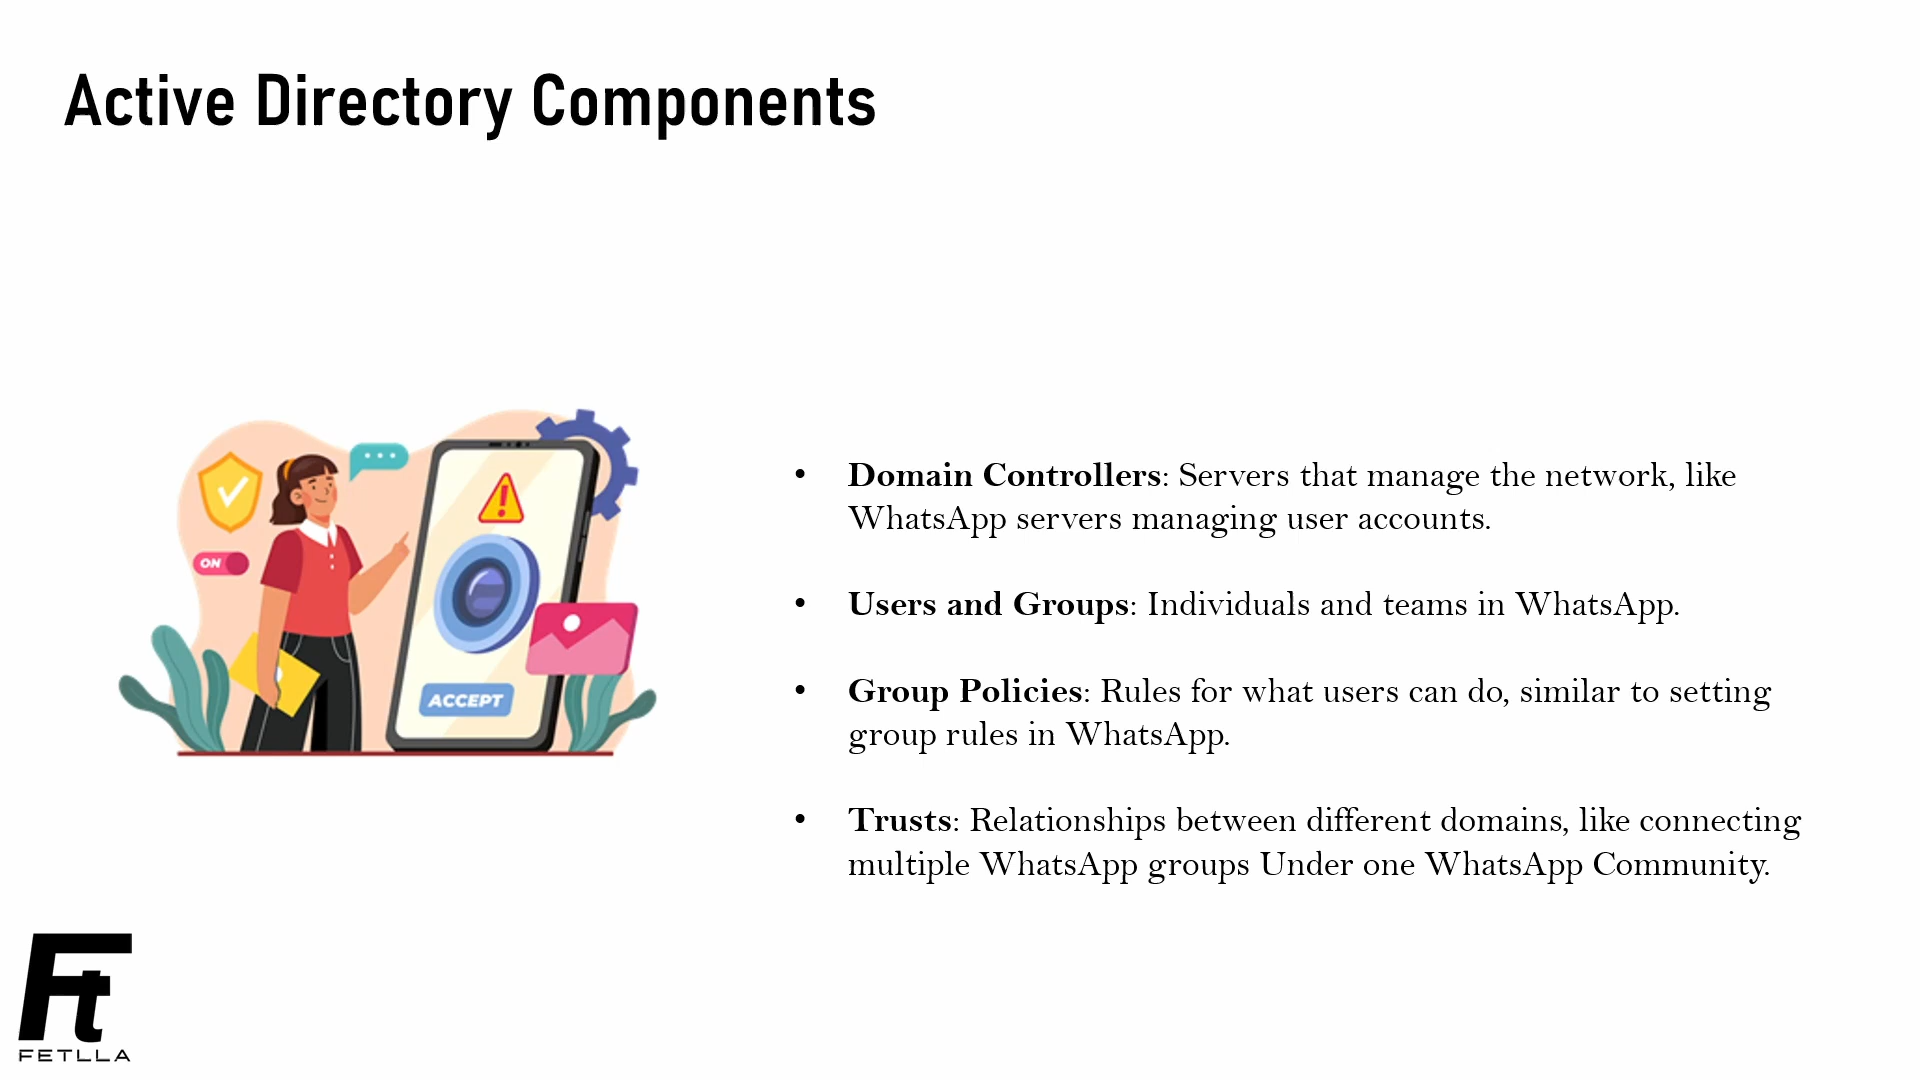 Active Directory Components
ON
ACCEPT
• Domain Controllers: Servers that manage the network, like
WhatsApp servers managing user accounts.
• Users and Groups: Individuals and teams in WhatsApp.
• Group Policies: Rules for what users can do, similar to setting
group rules in WhatsApp.
• Trusts: Relationships between different domains, like connecting
multiple WhatsApp groups Under one WhatsApp Community.
Ft
FETLLA